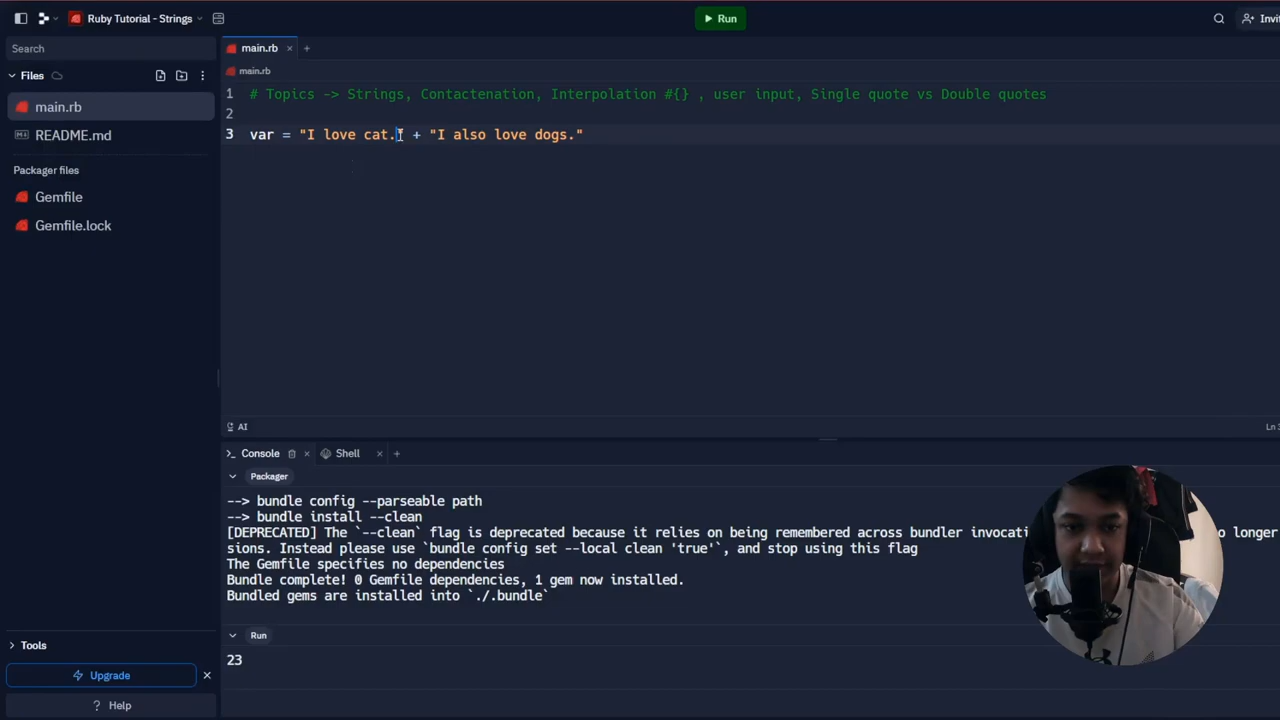 Ruby Tutorial - Strings
Run
Invi
Search
main.rb
Files
main.rb
main.rb
README.md
Packager files
Gemfile
Gemfile.lock
1 # Topics -> Strings, Contactenation, Interpolation #{} , user input, Single quote vs Double quotes
2
3 var = "I love cat." + "I also love dogs."
AI
Ln
Console
Shell
Packager
--> bundle config --parseable path
--> bundle install --clean
[DEPRECATED] The `--clean` flag is deprecated because it relies on being remembered across bundler invocati o longer
sions. Instead please use `bundle config set --local clean 'true'`, and stop using this flag
The Gemfile specifies no dependencies
Bundle complete! 0 Gemfile dependencies, 1 gem now installed.
Bundled gems are installed into `./.bundle`
Run
23
Tools
Upgrade
Help